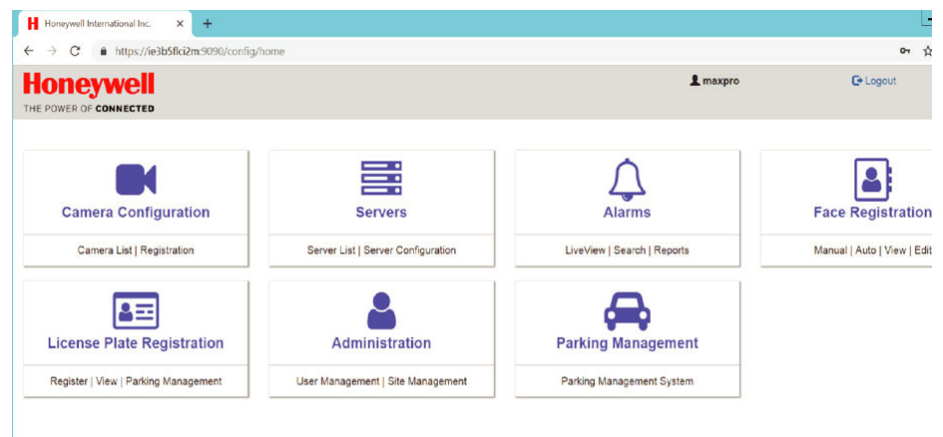 Honeywell International Inc.
https://ie3b5flci2m:9090/config/home
Honeywell
THE POWER OF CONNECTED
maxpro
Logout
Camera Configuration
Camera List | Registration
Servers
Server List | Server Configuration
Alarms
LiveView | Search | Reports
Face Registration
Manual | Auto | View | Edit
License Plate Registration
Register | View | Parking Management
Administration
User Management | Site Management
Parking Management
Parking Management System